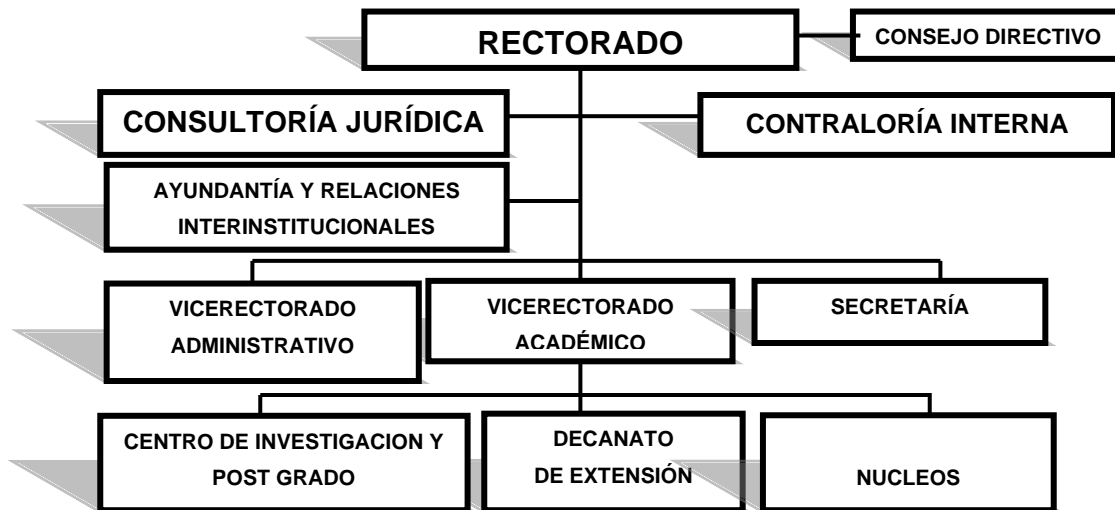 RECTORADO
CONSEJO DIRECTIVO
CONSULTORÍA JURÍDICA
CONTRALORÍA INTERNA
AYUNDANTÍA Y RELACIONES
INTERINSTITUCIONALES
VICERECTORADO
ADMINISTRATIVO
VICERECTORADO
ACADÉMICO
SECRETARÍA
CENTRO DE INVESTIGACION Y
POST GRADO
DECANATO
DE EXTENSIÓN
NUCLEOS